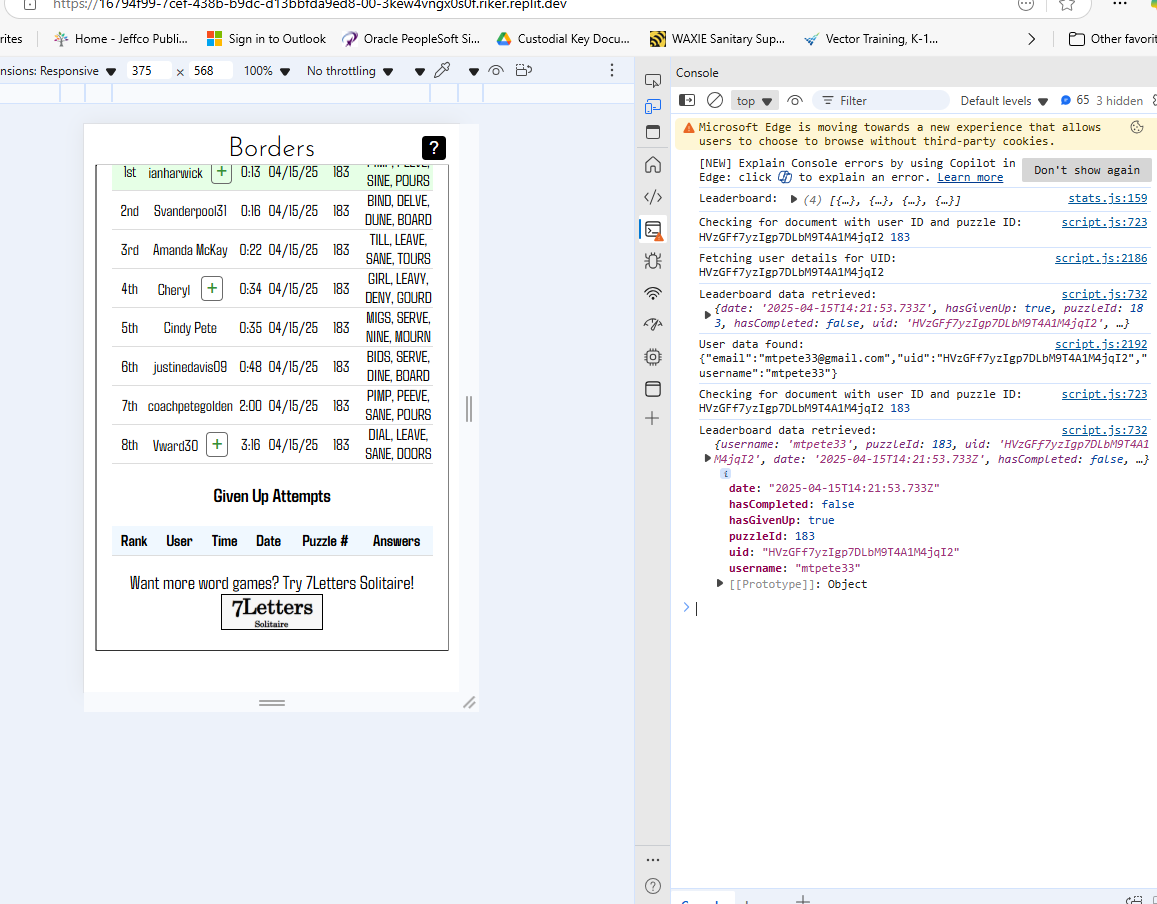 https://16794f99-7cef-438b-b9dc-d13bbfda9ed8-00-3kew4vngx0s0f.riker.replit.dev
rites Home - Jeffco Publi... Sign in to Outlook Oracle PeopleSoft Si... Custodial Key Docu... WAXIE Sanitary Sup... Vector Training, K-1... Other favorit
nsions: Responsive 375 x 568 100% No throttling
Borders ?
1st ianharwick + 0:13 04/15/25 183 SINE, POURS
2nd Svanderpool31 0:16 04/15/25 183 BIND, DELVE,
DUNE, BOARD
3rd Amanda McKay 0:22 04/15/25 183 TILL, LEAVE,
SANE, TOURS
4th Cheryl + 0:34 04/15/25 183 GIRL, LEAVY,
DENY, GOURD
5th Cindy Pete 0:35 04/15/25 183 MIGS, SERVE,
NINE, MOURN
6th justinedavis09 0:48 04/15/25 183 BIDS, SERVE,
DINE, BOARD
7th coachpetegolden 2:00 04/15/25 183 PIMP, PEEVE,
SANE, POURS
8th Vward30 + 3:16 04/15/25 183 DIAL, LEAVE,
SANE, DOORS
Given Up Attempts
Rank User Time Date Puzzle # Answers
Want more word games? Try 7Letters Solitaire!
7Letters
Solitaire
Console
top Filter Default levels 65 3 hidden
Microsoft Edge is moving towards a new experience that allows
users to choose to browse without third-party cookies.
[NEW] Explain Console errors by using Copilot in
Edge: click to explain an error. Learn more
Don't show again
Leaderboard: (4) [{…}, {…}, {…}, {…}] stats.js:159
Checking for document with user ID and puzzle ID: script.js:723
HVzGFf7yzIgp7DLbM9T4A1M4jqI2 183
Fetching user details for UID: script.js:2186
HVzGFf7yzIgp7DLbM9T4A1M4jqI2
Leaderboard data retrieved: script.js:732
{date: '2025-04-15T14:21:53.733Z', hasGivenUp: true, puzzleId: 18
3, hasCompleted: false, uid: 'HVzGFf7yzIgp7DLbM9T4A1M4jqI2', …}
User data found: script.js:2192
{"email":"mtpete33@gmail.com","uid":"HVzGFf7yzIgp7DLbM9T4A1M4jqI2","
username":"mtpete33"}
Checking for document with user ID and puzzle ID: script.js:723
HVzGFf7yzIgp7DLbM9T4A1M4jqI2 183
Leaderboard data retrieved: script.js:732
{username: 'mtpete33', puzzleId: 183, uid: 'HVzGFf7yzIgp7DLbM9T4A1
M4jqI2', date: '2025-04-15T14:21:53.733Z', hasCompleted: false, …}
i
date: "2025-04-15T14:21:53.733Z"
hasCompleted: false
hasGivenUp: true
puzzleId: 183
uid: "HVzGFf7yzIgp7DLbM9T4A1M4jqI2"
username: "mtpete33"
[[Prototype]]: Object